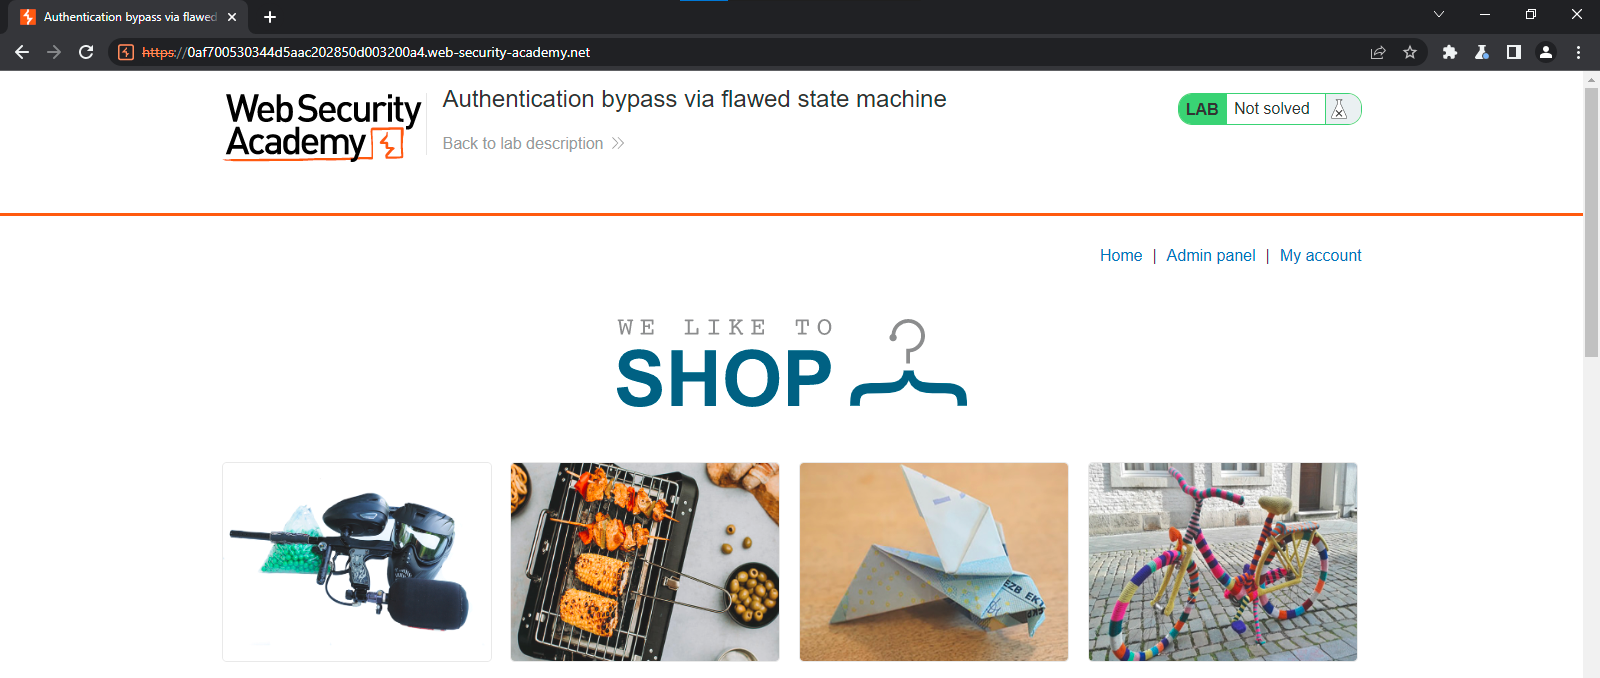 Authentication bypass via flawed
https://0af700530344d5aac202850d003200a4.web-security-academy.net
Web Security
Academy
Authentication bypass via flawed state machine
Back to lab description
LAB Not solved
Home | Admin panel | My account
WE LIKE TO
SHOP
EZB EKT